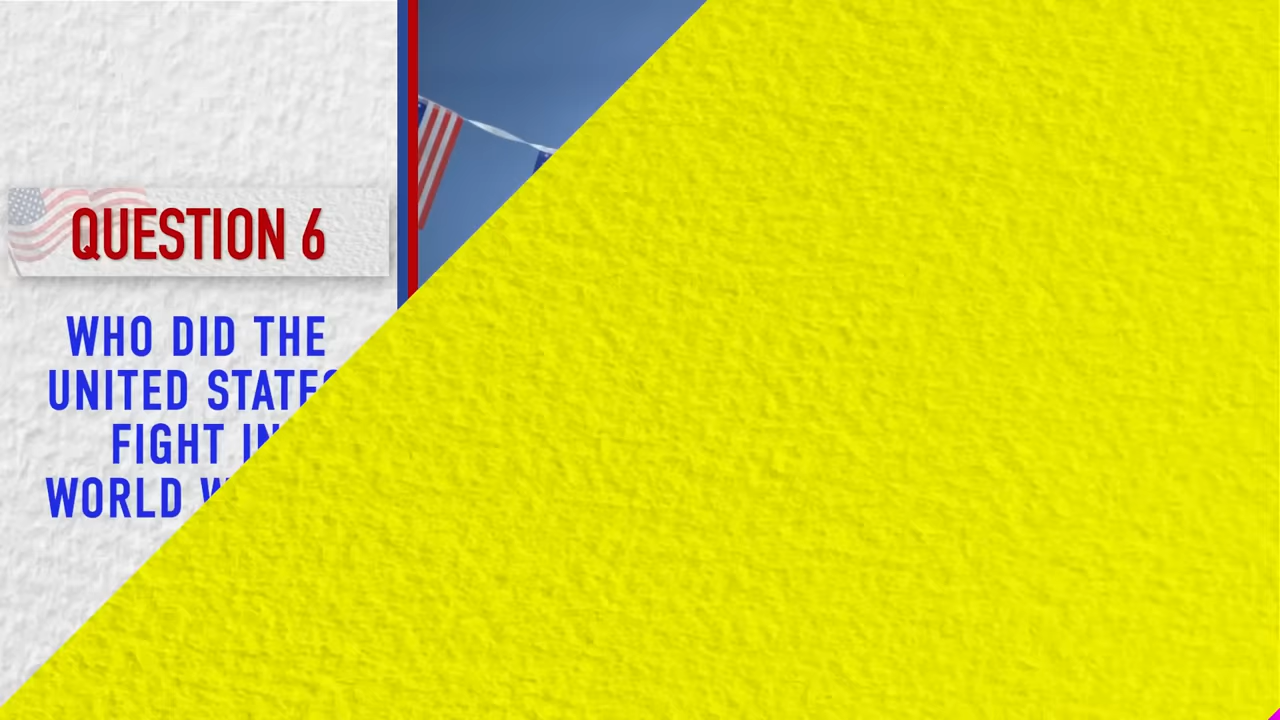 QUESTION 6
WHO DID THE
UNITED STATES
FIGHT IN
WORLD